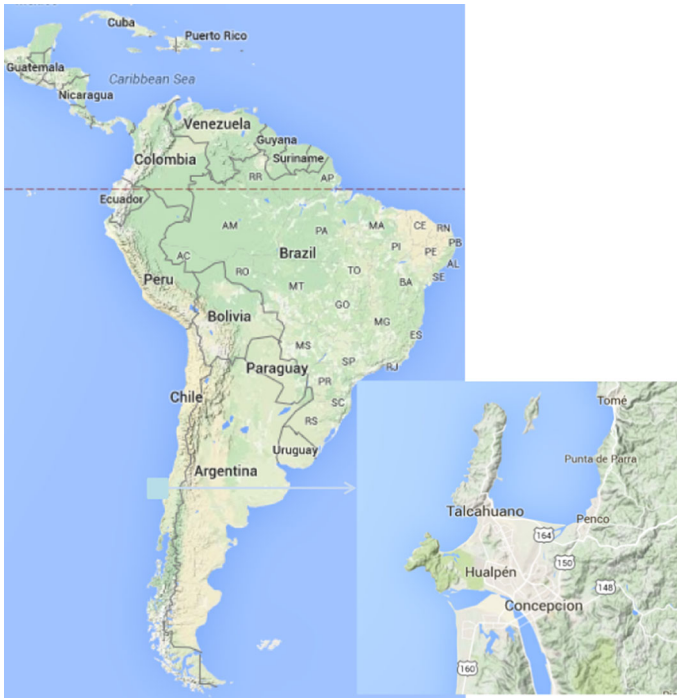 Cuba
Puerto Rico
Guatemala
Caribbean Sea
Nicaragua
Venezuela
Guyana
Colombia
Suriname
RR
AP
Ecuador
AM
PA
MA
CE
RN
PB
PI
PE
AL
Brazil
AC
RO
TO
SE
BA
Peru
MT
GO
Bolivia
MG
ES
MS
SP
RJ
Paraguay
PR
Chile
SC
RS
Uruguay
Argentina
Tomé
Punta de Parra
Talcahuano
Penco
164
150
Hualpén
148
Concepcion
160